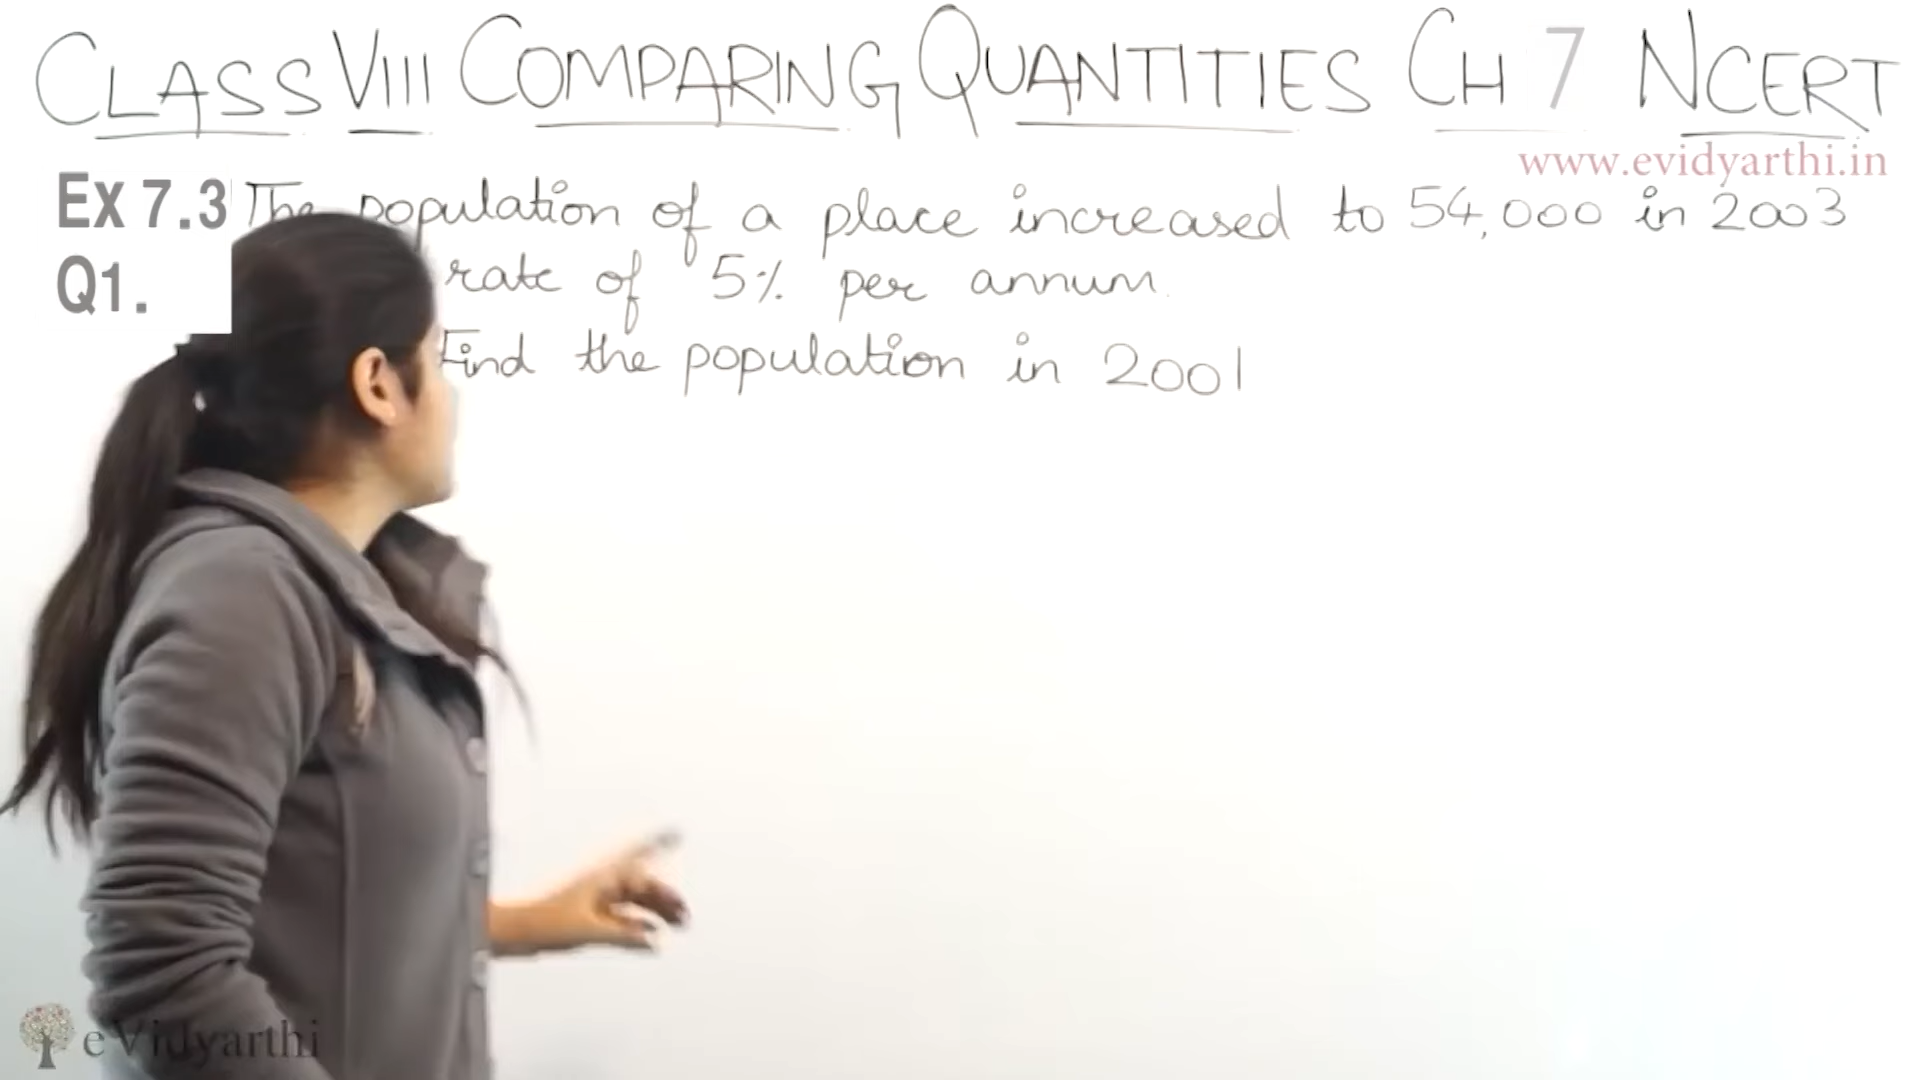 CLASS VIII COMPARING QUANTITIES CH 7 NCERT
www.evidyarthi.in
Ex 7.3 The population of a place increased to 54,000 in 2003
Q1. rate of 5% per annum.
Find the population in 2001
eVidyarthi